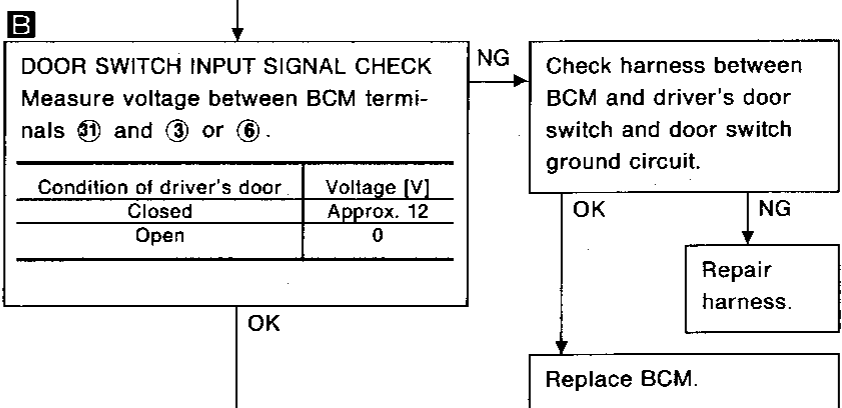 B
DOOR SWITCH INPUT SIGNAL CHECK
Measure voltage between BCM termi-
nals ㉛ and ③ or ⑥.
Condition of driver's door Voltage [V]
Closed Approx. 12
Open 0
NG
Check harness between
BCM and driver's door
switch and door switch
ground circuit.
OK
NG
Repair
harness.
OK
Replace BCM.